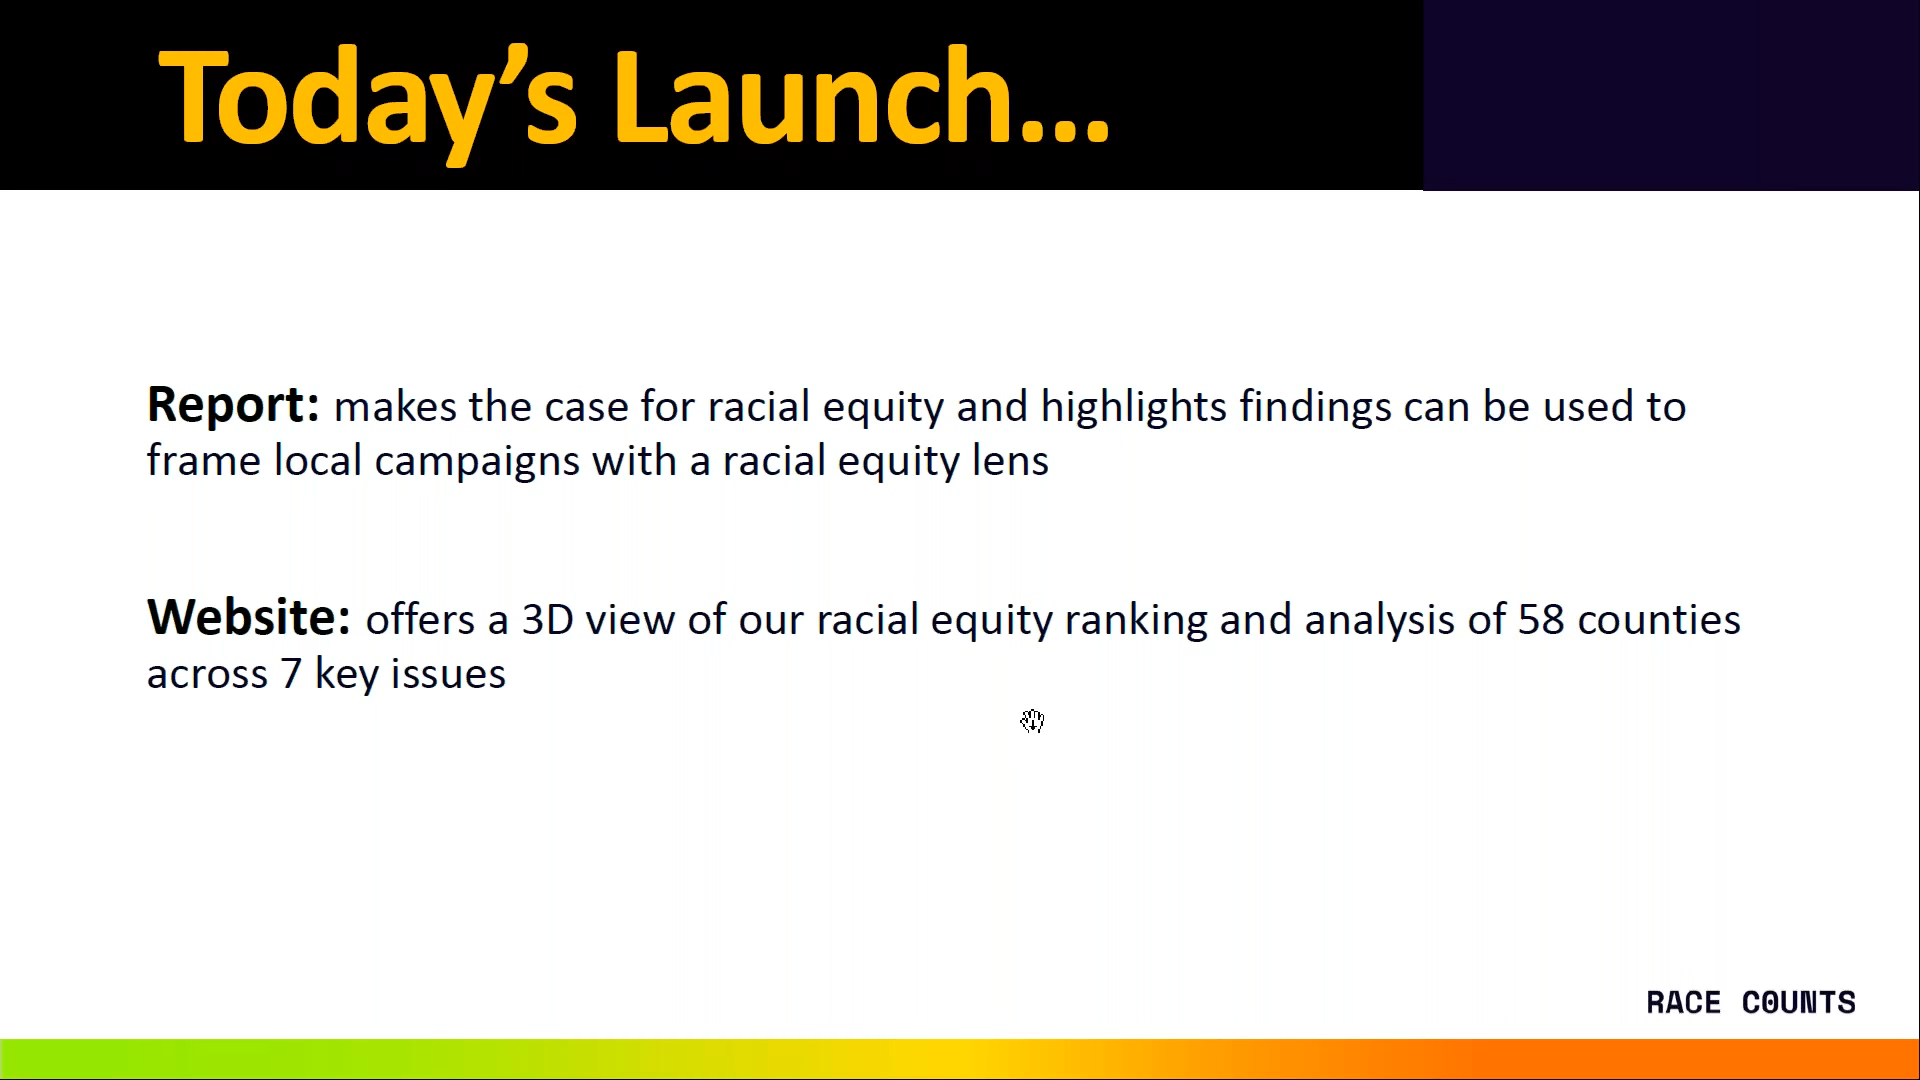 Today’s Launch...
Report: makes the case for racial equity and highlights findings can be used to
frame local campaigns with a racial equity lens
Website: offers a 3D view of our racial equity ranking and analysis of 58 counties
across 7 key issues
RACE COUNTS